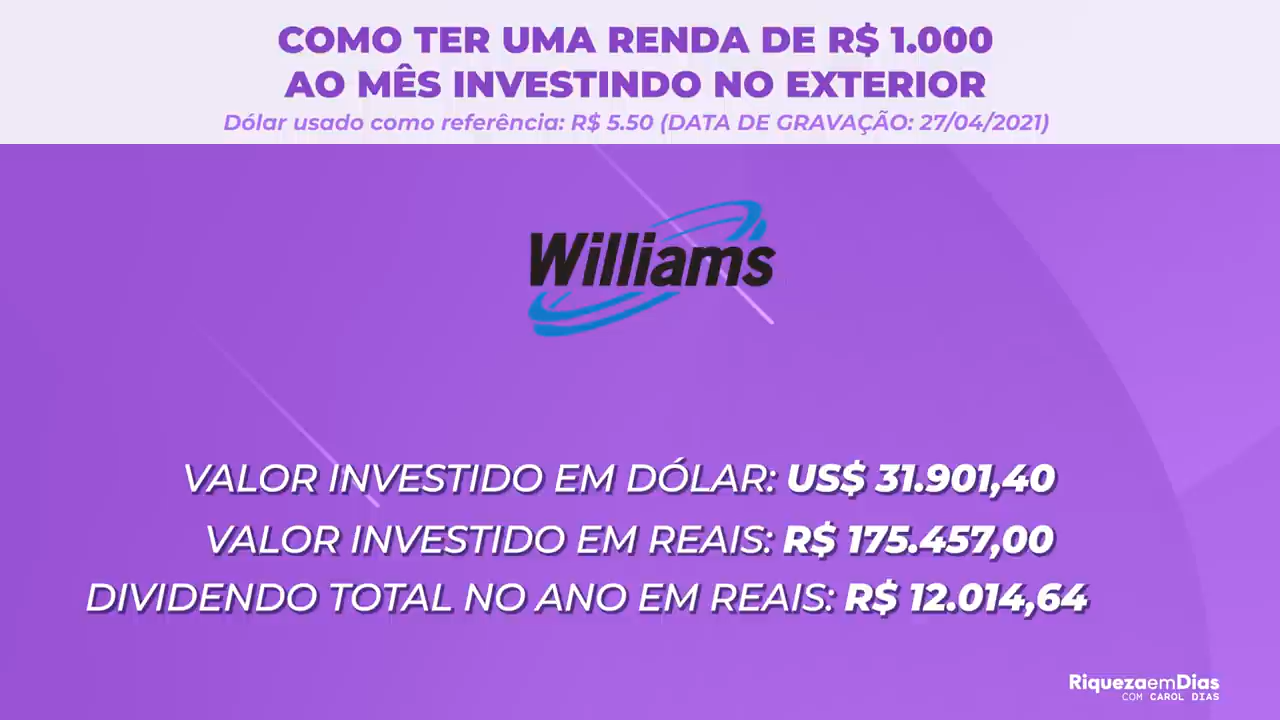 COMO TER UMA RENDA DE R$ 1.000
AO MÊS INVESTINDO NO EXTERIOR
Dólar usado como referência: R$ 5.50 (DATA DE GRAVAÇÃO: 27/04/2021)
Williams
VALOR INVESTIDO EM DÓLAR: US$ 31.901,40
VALOR INVESTIDO EM REAIS: R$ 175.457,00
DIVIDENDO TOTAL NO ANO EM REAIS: R$ 12.014,64
RiquezaemDias
COM CAROL DIAS